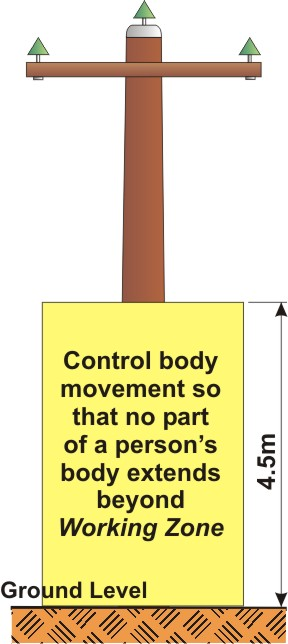 Control body
movement so
that no part
of a person's
body extends
beyond
Working Zone
4.5m
Ground Level